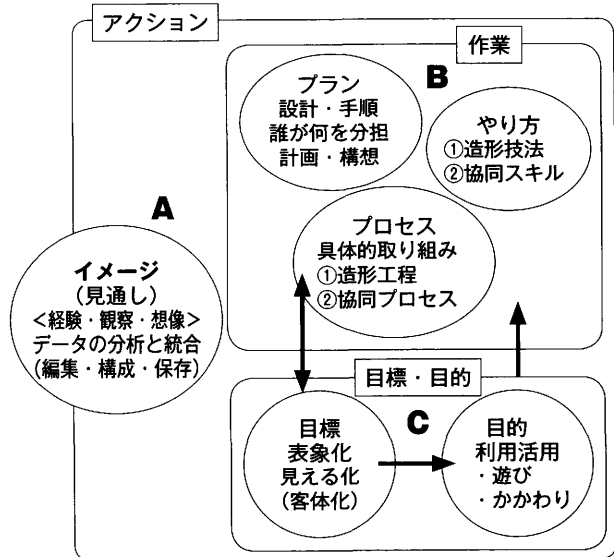 アクション
作業
B
プラン
設計・手順
誰が何を分担
計画・構想
やり方
①造形技法
②協同スキル
プロセス
具体的取り組み
①造形工程
②協同プロセス
A
イメージ
(見通し)
<経験・観察・想像>
データの分析と統合
(編集・構成・保存)
目標・目的
C
目標
表象化
見える化
(客体化)
目的
利用活用
・遊び
・かかわり